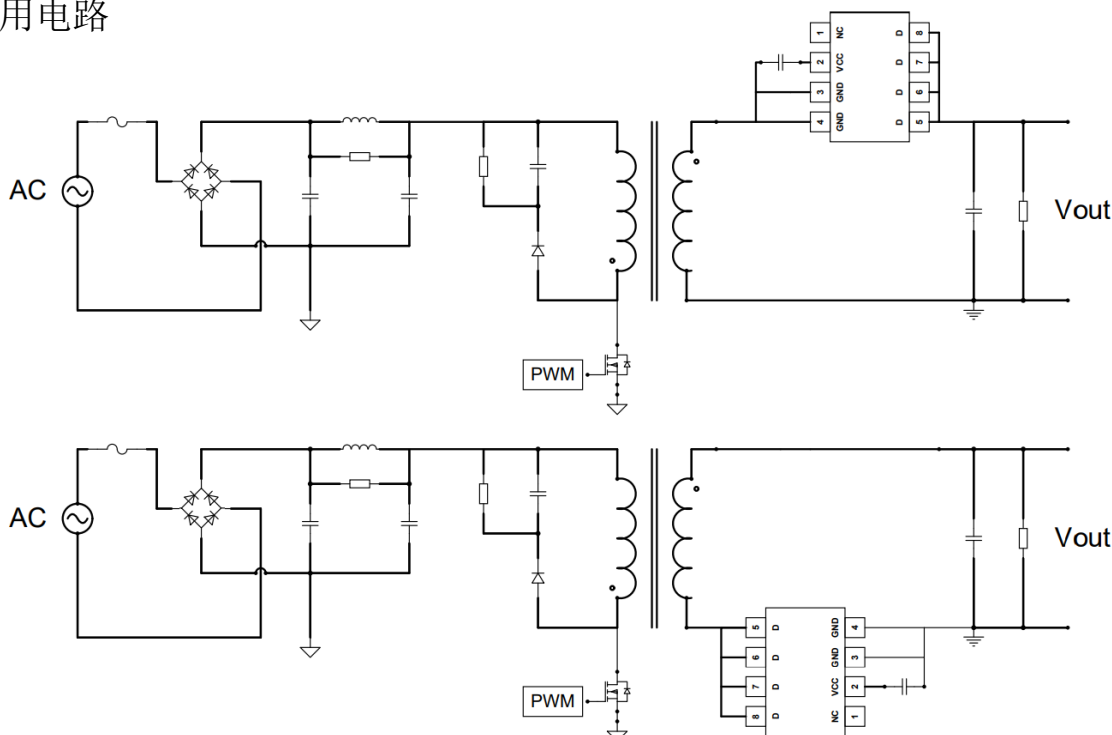 用电路
1 NC D 8
2 VCC D 7
3 GND D 6
4 GND D 5
AC
Vout
PWM
AC
Vout
5 D GND 4
6 D GND 3
7 D VCC 2
8 D NC 1
PWM